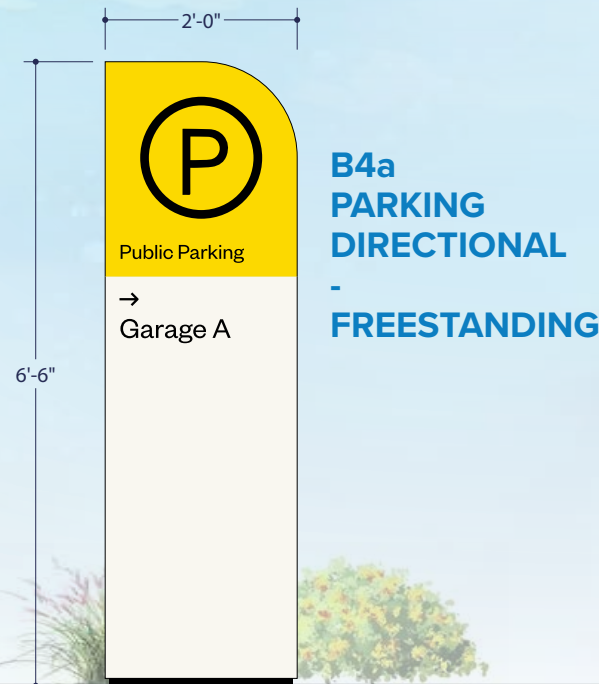 2'-0"
P
Public Parking
→
Garage A
6'-6"
B4a
PARKING
DIRECTIONAL
-
FREESTANDING